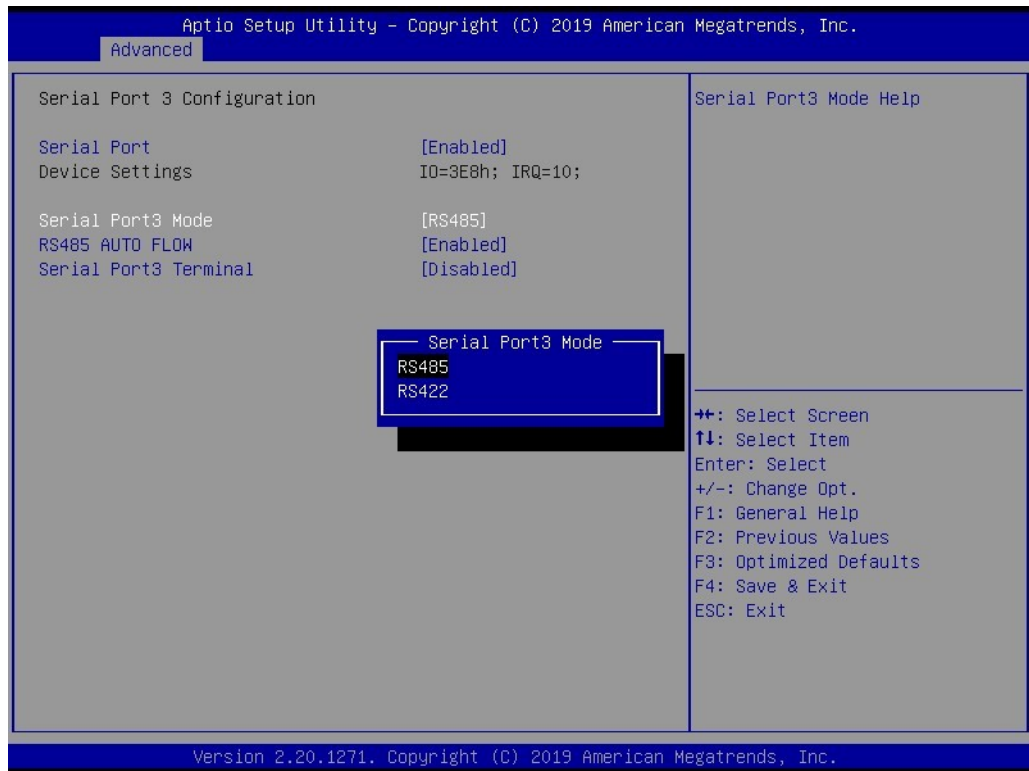 Aptio Setup Utility – Copyright (C) 2019 American Megatrends, Inc.
Advanced
Serial Port 3 Configuration
Serial Port [Enabled]
Device Settings IO=3E8h; IRQ=10;
Serial Port3 Mode [RS485]
RS485 AUTO FLOW [Enabled]
Serial Port3 Terminal [Disabled]
Serial Port3 Mode
RS485
RS422
Serial Port3 Mode Help
→←: Select Screen
↑↓: Select Item
Enter: Select
+/-: Change Opt.
F1: General Help
F2: Previous Values
F3: Optimized Defaults
F4: Save & Exit
ESC: Exit
Version 2.20.1271. Copyright (C) 2019 American Megatrends, Inc.